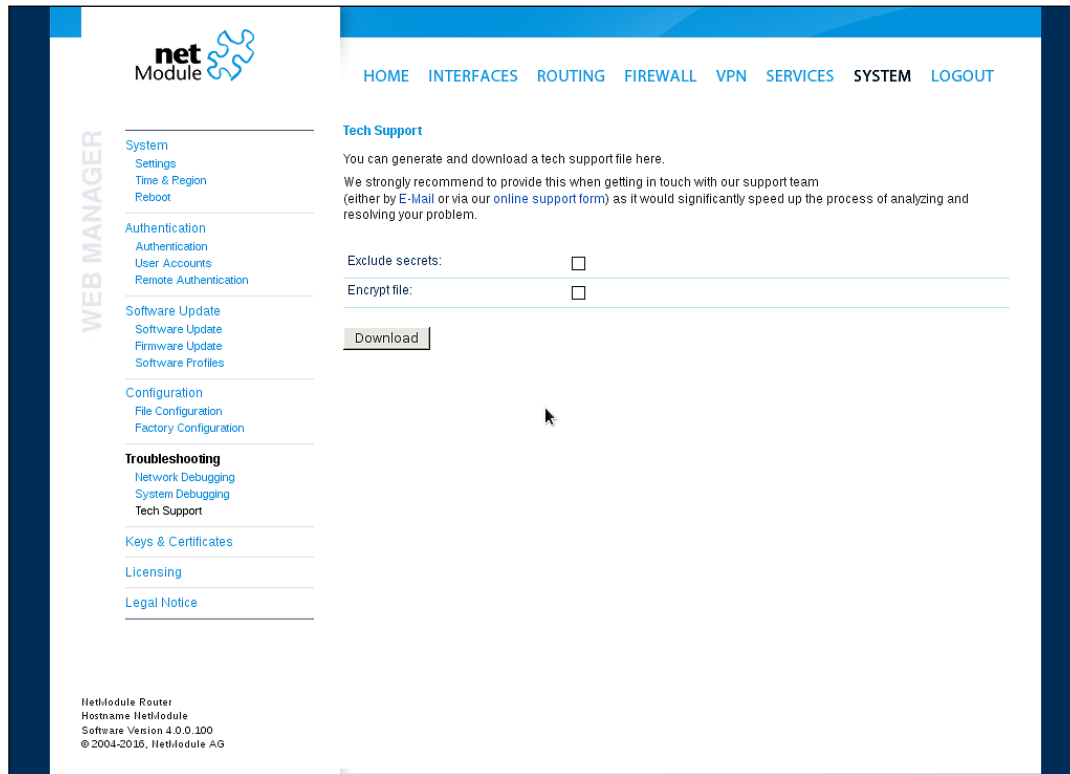 net
Module
HOME INTERFACES ROUTING FIREWALL VPN SERVICES SYSTEM LOGOUT
WEB MANAGER
System
Settings
Time & Region
Reboot
Authentication
Authentication
User Accounts
Remote Authentication
Software Update
Software Update
Firmware Update
Software Profiles
Configuration
File Configuration
Factory Configuration
Troubleshooting
Network Debugging
System Debugging
Tech Support
Keys & Certificates
Licensing
Legal Notice
Tech Support
You can generate and download a tech support file here.
We strongly recommend to provide this when getting in touch with our support team
(either by E-Mail or via our online support form) as it would significantly speed up the process of analyzing and
resolving your problem.
Exclude secrets:
Encrypt file:
Download
NetModule Router
Hostname NetModule
Software Version 4.0.0.100
© 2004-2016, NetModule AG